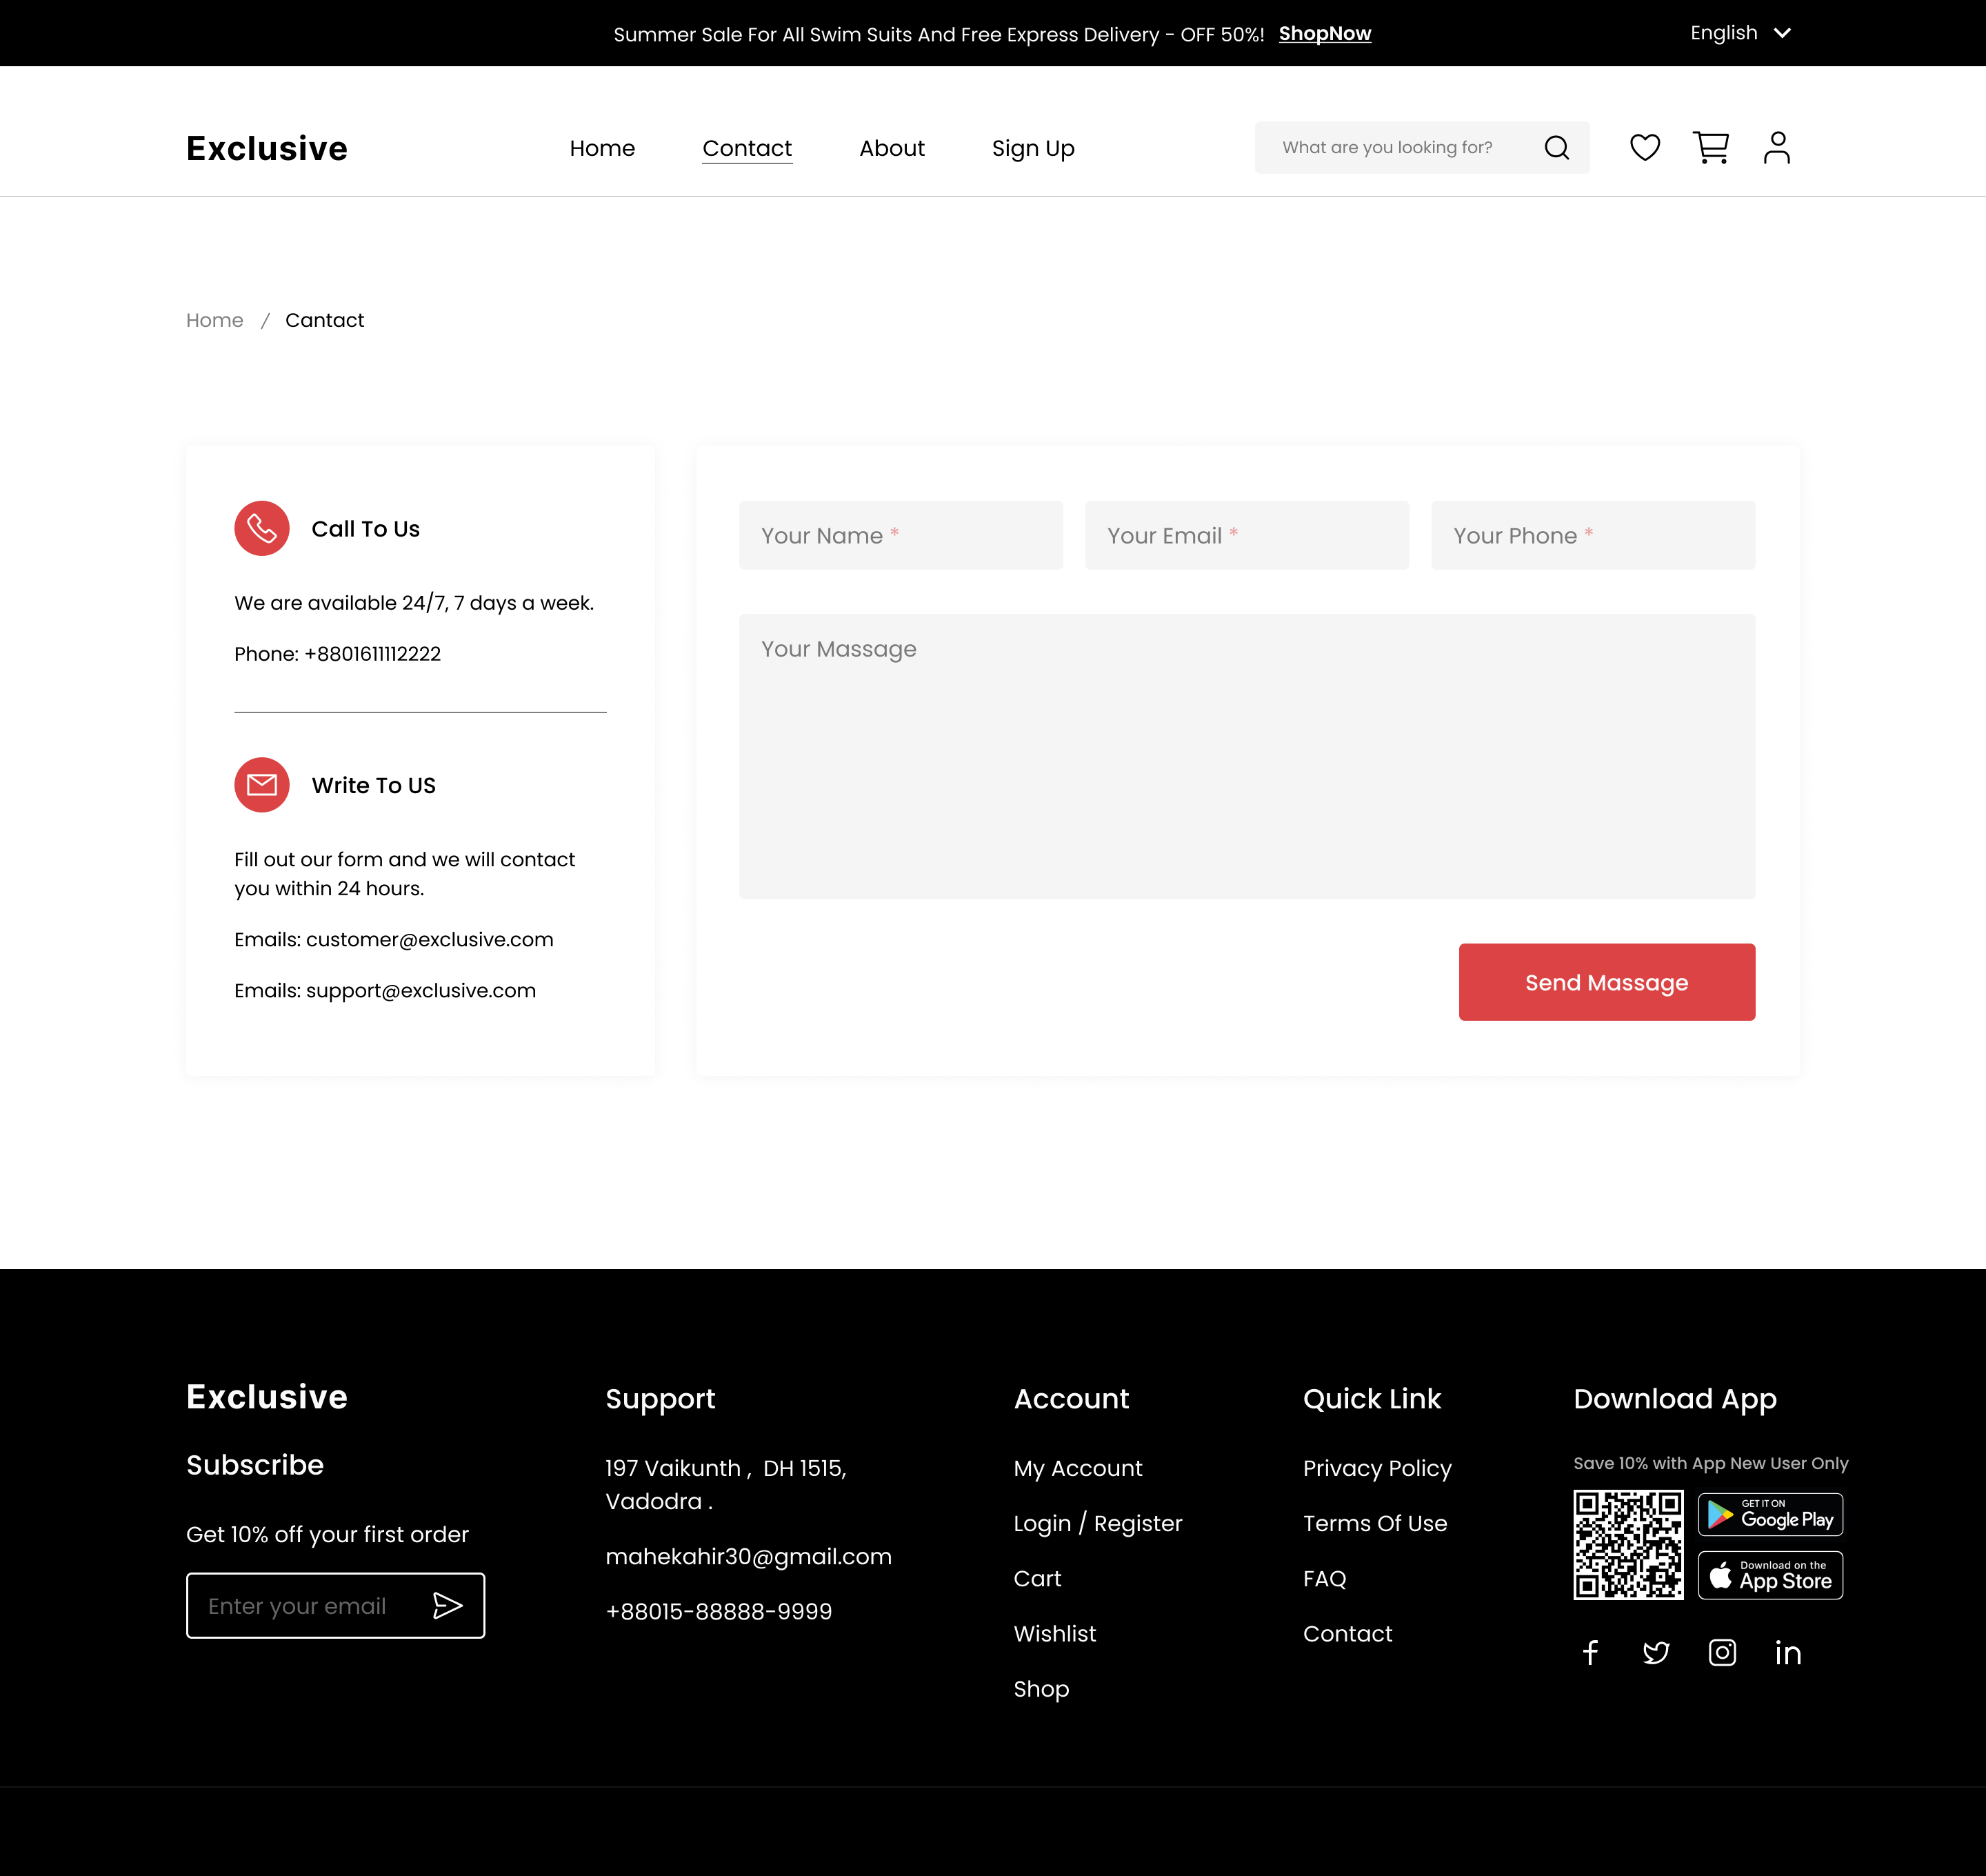 Summer Sale For All Swim Suits And Free Express Delivery - OFF 50%! ShopNow
English
Exclusive
Home
Contact
About
Sign Up
What are you looking for?
Home / Cantact
Call To Us
We are available 24/7, 7 days a week.
Phone: +8801611112222
Write To US
Fill out our form and we will contact
you within 24 hours.
Emails: customer@exclusive.com
Emails: support@exclusive.com
Your Name *
Your Email *
Your Phone *
Your Massage
Send Massage
Exclusive
Subscribe
Get 10% off your first order
Enter your email
Support
197 Vaikunth ,  DH 1515,
Vadodra .
mahekahir30@gmail.com
+88015-88888-9999
Account
My Account
Login / Register
Cart
Wishlist
Shop
Quick Link
Privacy Policy
Terms Of Use
FAQ
Contact
Download App
Save 10% with App New User Only
GET IT ON
Google Play
Download on the
App Store